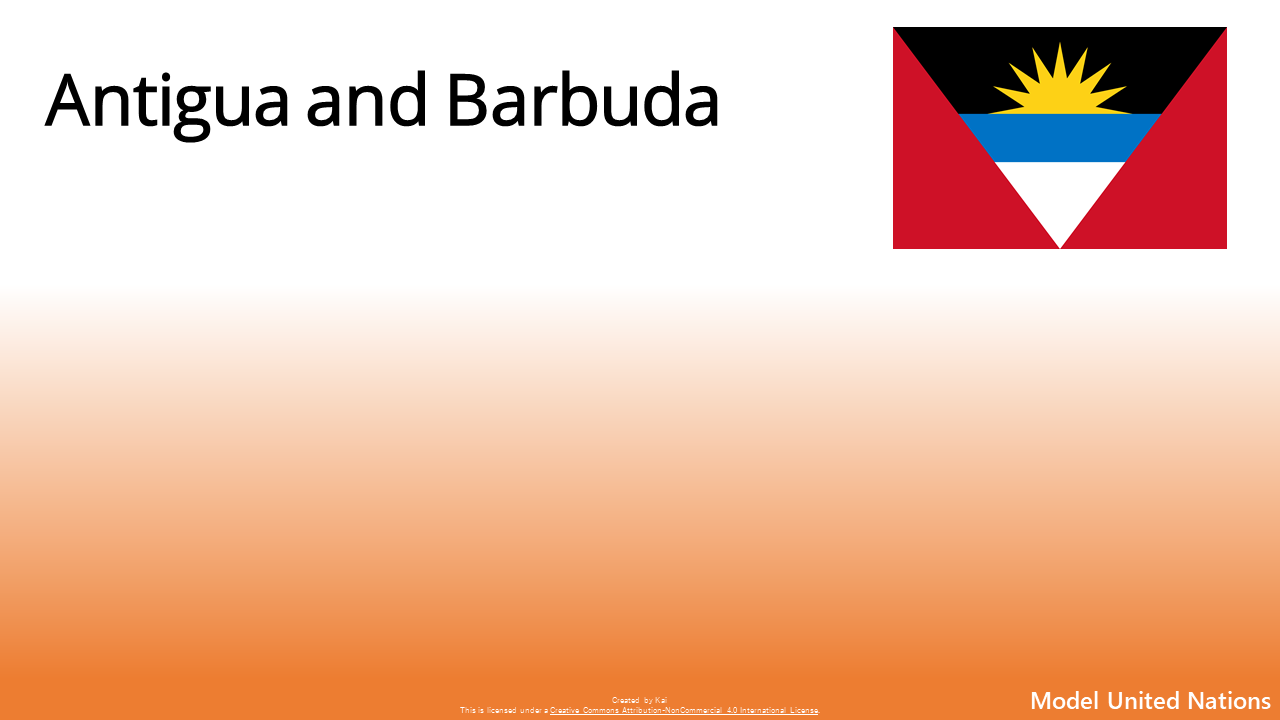 Antigua and Barbuda
Created by Kai
This is licensed under a Creative Commons Attribution-NonCommercial 4.0 International License.
Model United Nations